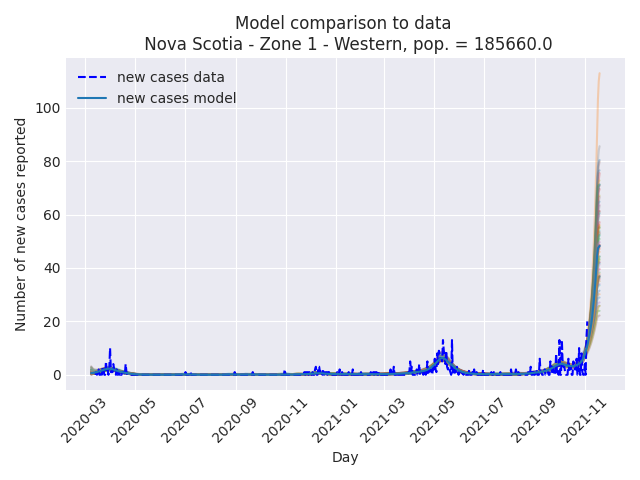 Model comparison to data
Nova Scotia - Zone 1 - Western, pop. = 185660.0
new cases data
new cases model
Number of new cases reported
100
80
60
40
20
0
2020-03
2020-05
2020-07
2020-09
2020-11
2021-01
2021-03
2021-05
2021-07
2021-09
2021-11
Day